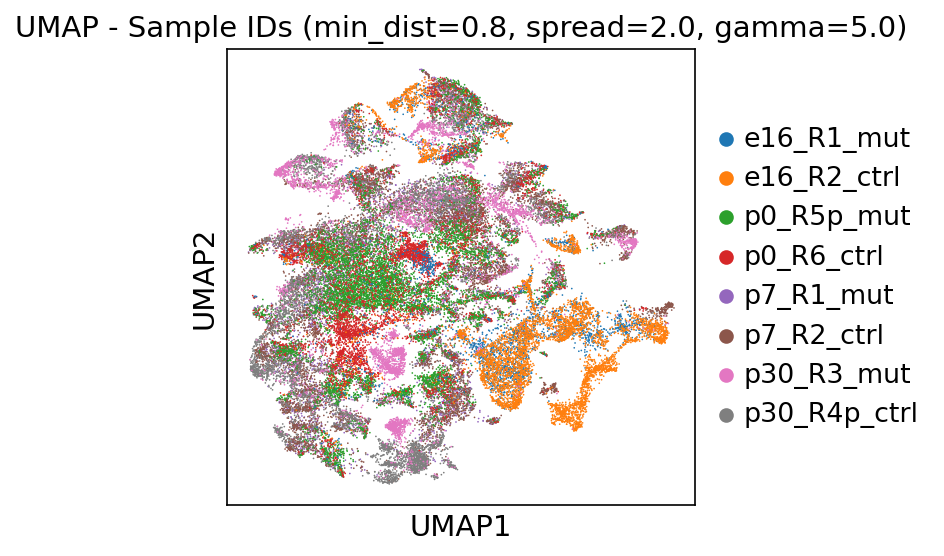 UMAP - Sample IDs (min_dist=0.8, spread=2.0, gamma=5.0)
UMAP2
UMAP1
e16_R1_mut
e16_R2_ctrl
p0_R5p_mut
p0_R6_ctrl
p7_R1_mut
p7_R2_ctrl
p30_R3_mut
p30_R4p_ctrl